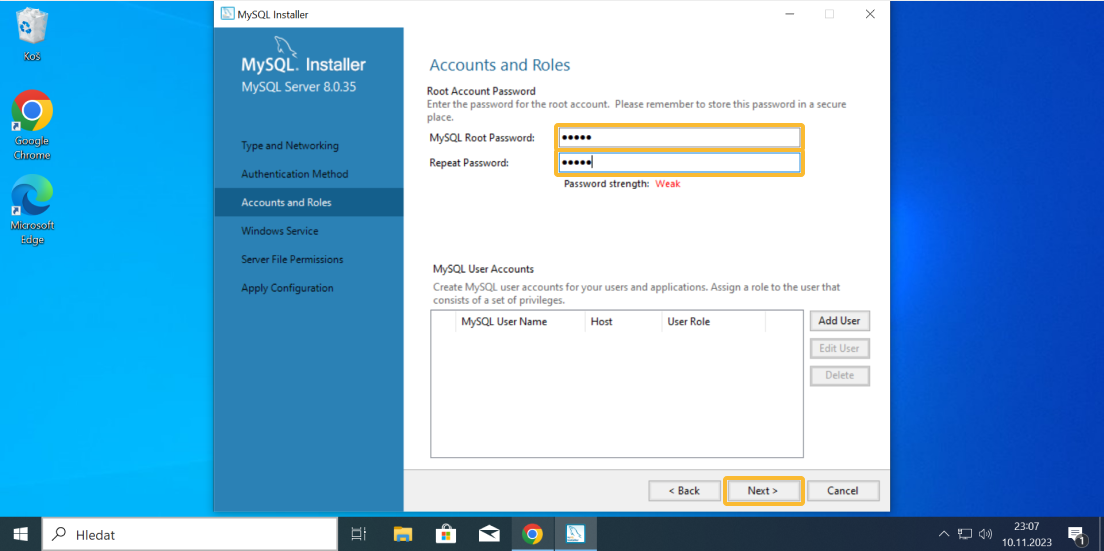 Koš
Google
Chrome
Microsoft
Edge
MySQL Installer
MySQL. Installer
MySQL Server 8.0.35
Type and Networking
Authentication Method
Accounts and Roles
Windows Service
Server File Permissions
Apply Configuration
Accounts and Roles
Root Account Password
Enter the password for the root account. Please remember to store this password in a secure
place.
MySQL Root Password: •••••
Repeat Password: •••••
Password strength: Weak
MySQL User Accounts
Create MySQL user accounts for your users and applications. Assign a role to the user that
consists of a set of privileges.
MySQL User Name Host User Role
Add User
Edit User
Delete
< Back Next > Cancel
Hledat
23:07
10.11.2023
1